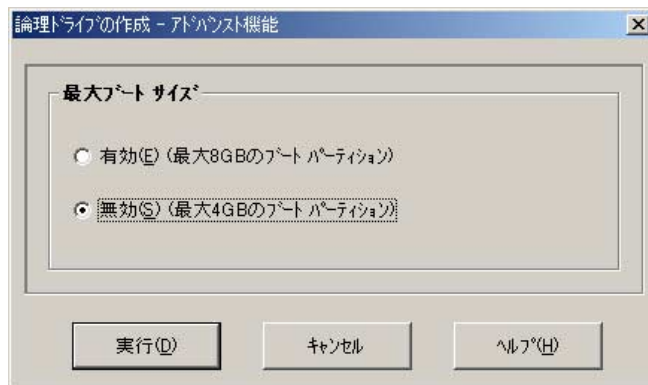 論理ﾄﾞﾗｲﾌﾞの作成 - ｱﾄﾞﾊﾞﾝｽﾄ機能
最大ﾌﾞｰﾄ ｻｲｽﾞ
有効(E) (最大8GBのﾌﾞｰﾄ ﾊﾟｰﾃｨｼｮﾝ)
無効(S) (最大4GBのﾌﾞｰﾄ ﾊﾟｰﾃｨｼｮﾝ)
実行(D) ｷｬﾝｾﾙ ﾍﾙﾌﾟ(H)